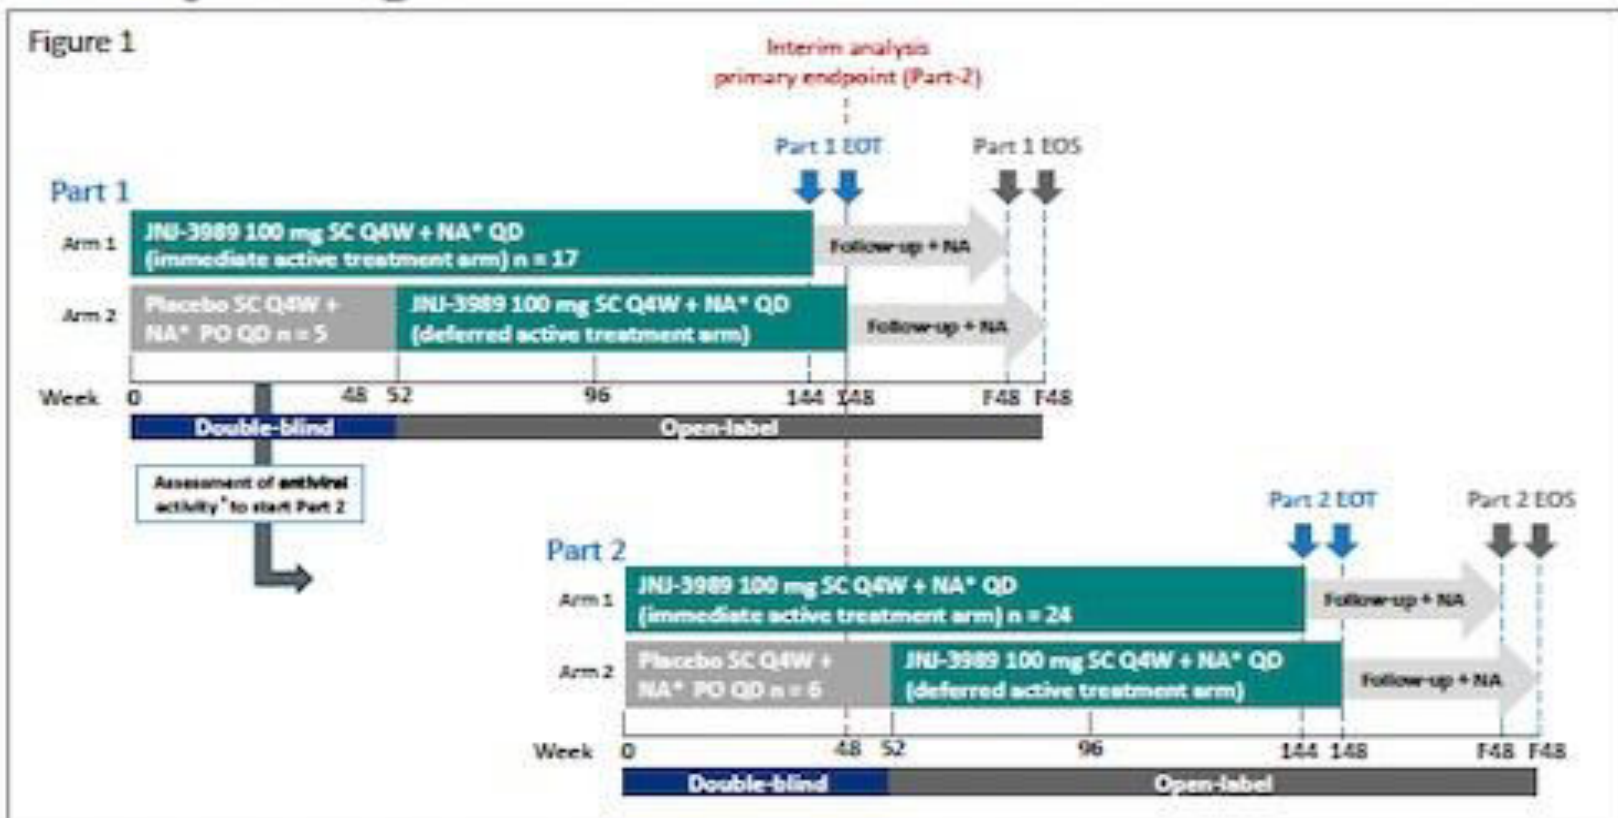 Figure 1
Interim analysis
primary endpoint (Part-2)
Part 1 EOT
Part 1 EOS
Part 1
Arm 1
JNJ-3989 100 mg SC Q4W + NA* QD
(immediate active treatment arm) n = 17
Follow-up + NA
Arm 2
Placebo SC Q4W +
NA* PO QD n = 5
JNJ-3989 100 mg SC Q4W + NA* QD
(deferred active treatment arm)
Follow-up + NA
Week 0 48 52 96 144 148 F48 F48
Double-blind Open-label
Assessment of antiviral
activity* to start Part 2
Part 2 EOT
Part 2 EOS
Part 2
Arm 1
JNJ-3989 100 mg SC Q4W + NA* QD
(immediate active treatment arm) n = 24
Follow-up + NA
Arm 2
Placebo SC Q4W +
NA* PO QD n = 6
JNJ-3989 100 mg SC Q4W + NA* QD
(deferred active treatment arm)
Follow-up + NA
Week 0 48 52 96 144 148 F48 F48
Double-blind Open-label